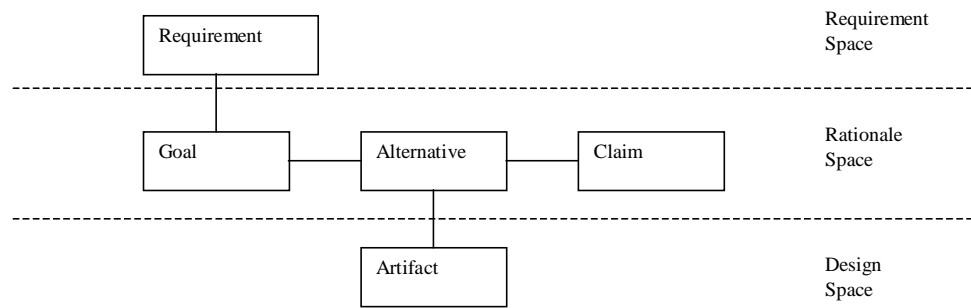 Requirement
Requirement
Space
Goal
Alternative
Claim
Rationale
Space
Artifact
Design
Space